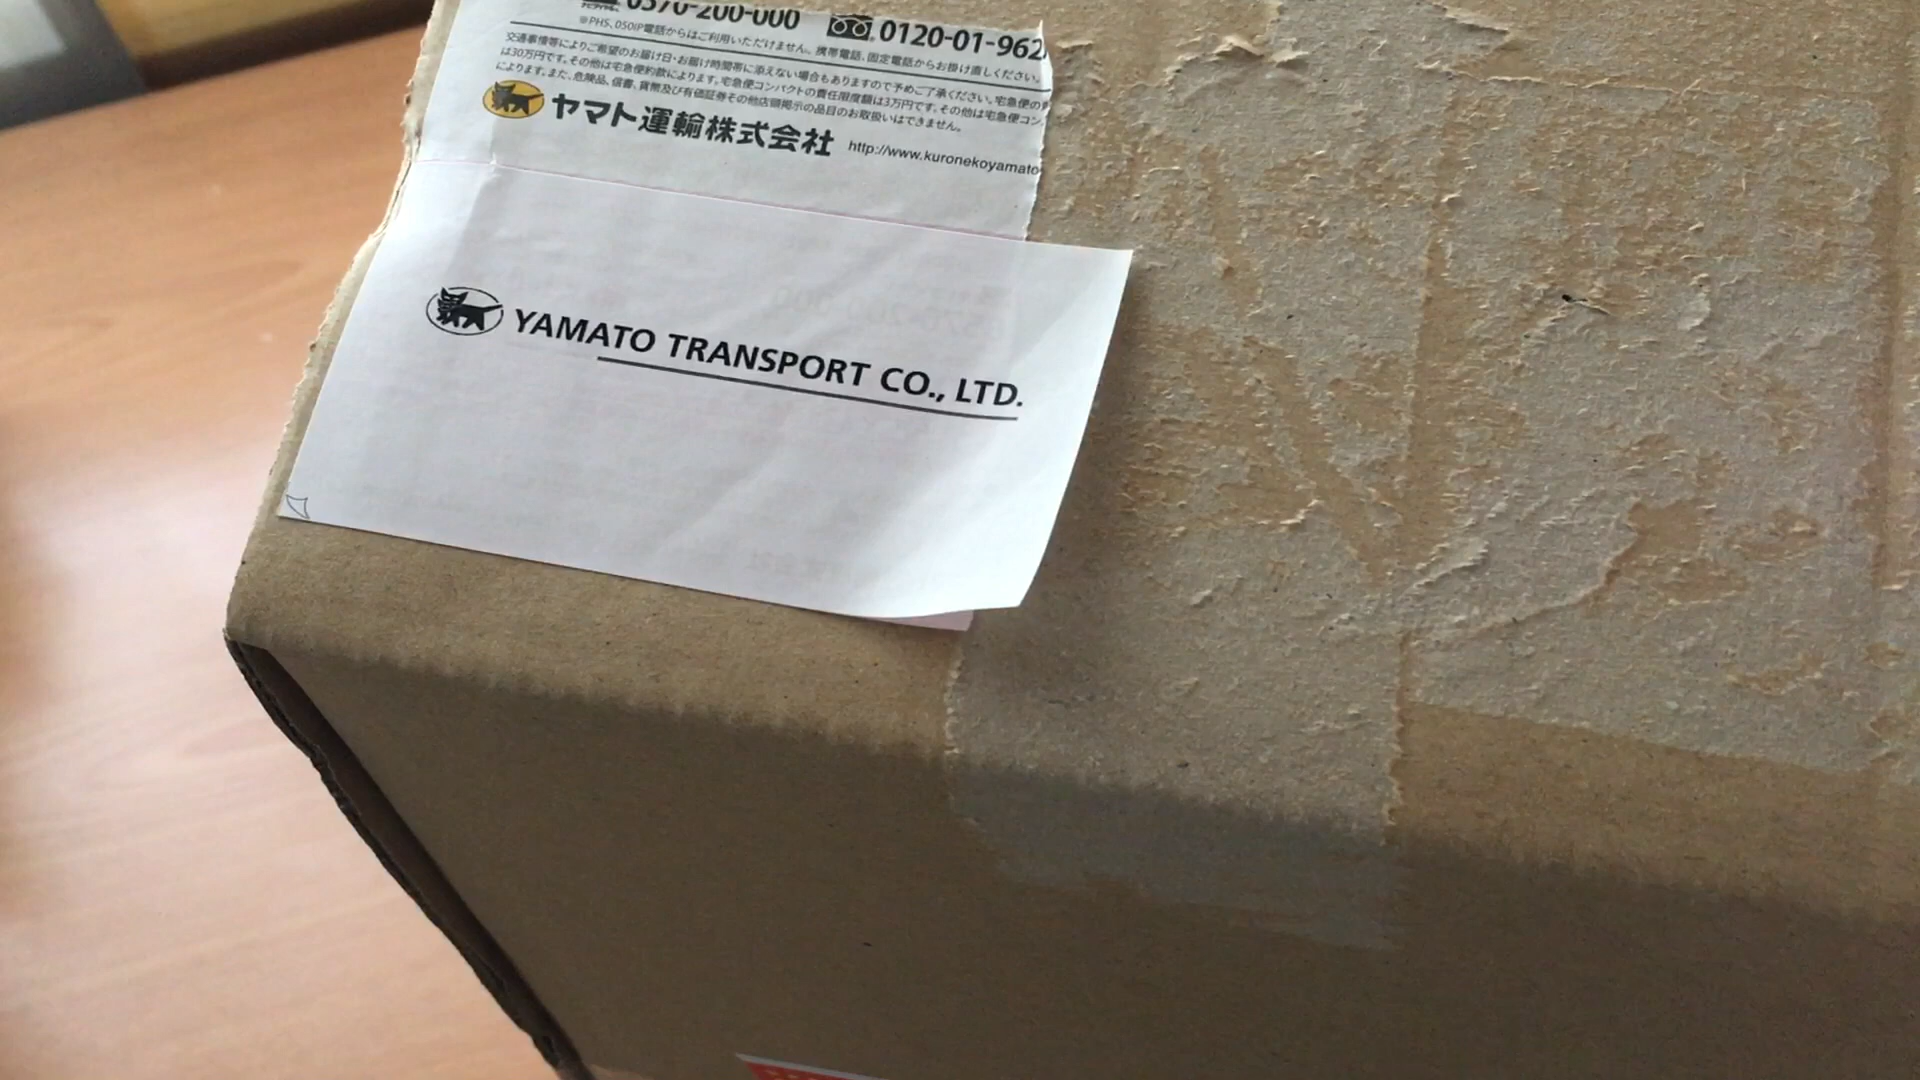 0570-200-000 0120-01-962
※PHS、050IP電話からはご利用いただけません。携帯電話、固定電話からお掛け直しください。
交通事情等によりご希望のお届け日・お届け時間帯に添えない場合もありますので予めご了承ください。宅急便の
は30万円です。その他は宅急便約款によります。宅急便コンパクトの責任限度額は3万円です。その他は宅急便コン
によります。また、危険品、信書、貨幣及び有価証券その他店頭掲示の品目のお取扱いはできません。
ヤマト運輸株式会社 http://www.kuronekoyamato
YAMATO TRANSPORT CO., LTD.